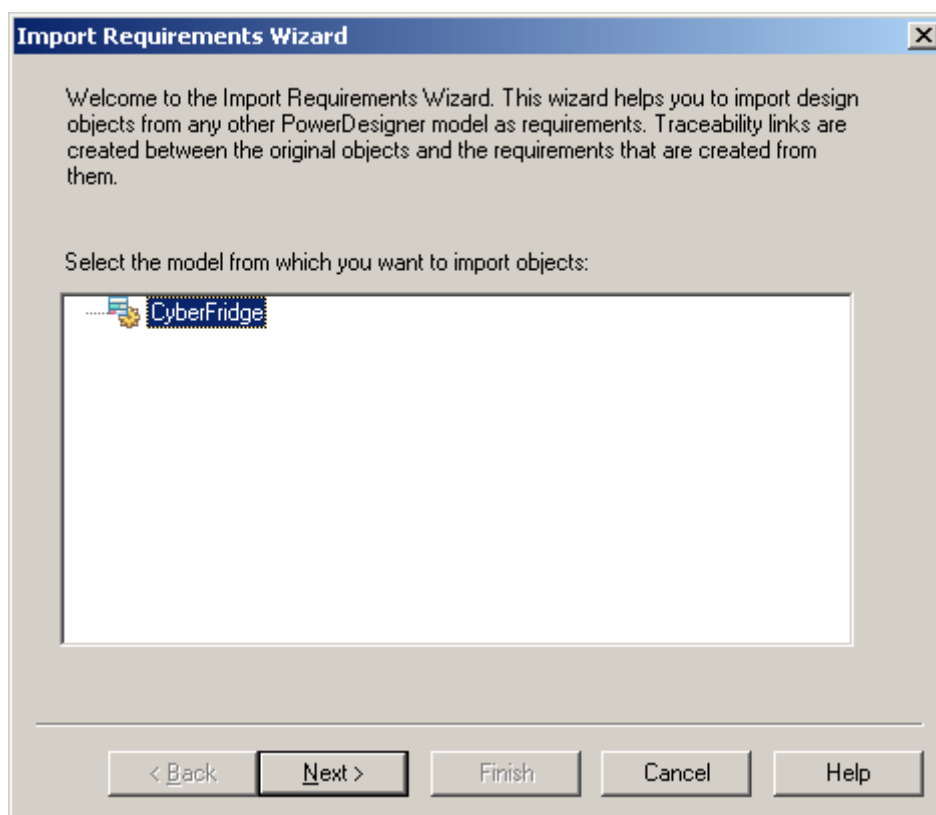 Import Requirements Wizard
Welcome to the Import Requirements Wizard. This wizard helps you to import design
objects from any other PowerDesigner model as requirements. Traceability links are
created between the original objects and the requirements that are created from
them.
Select the model from which you want to import objects:
CyberFridge
< Back Next > Finish Cancel Help